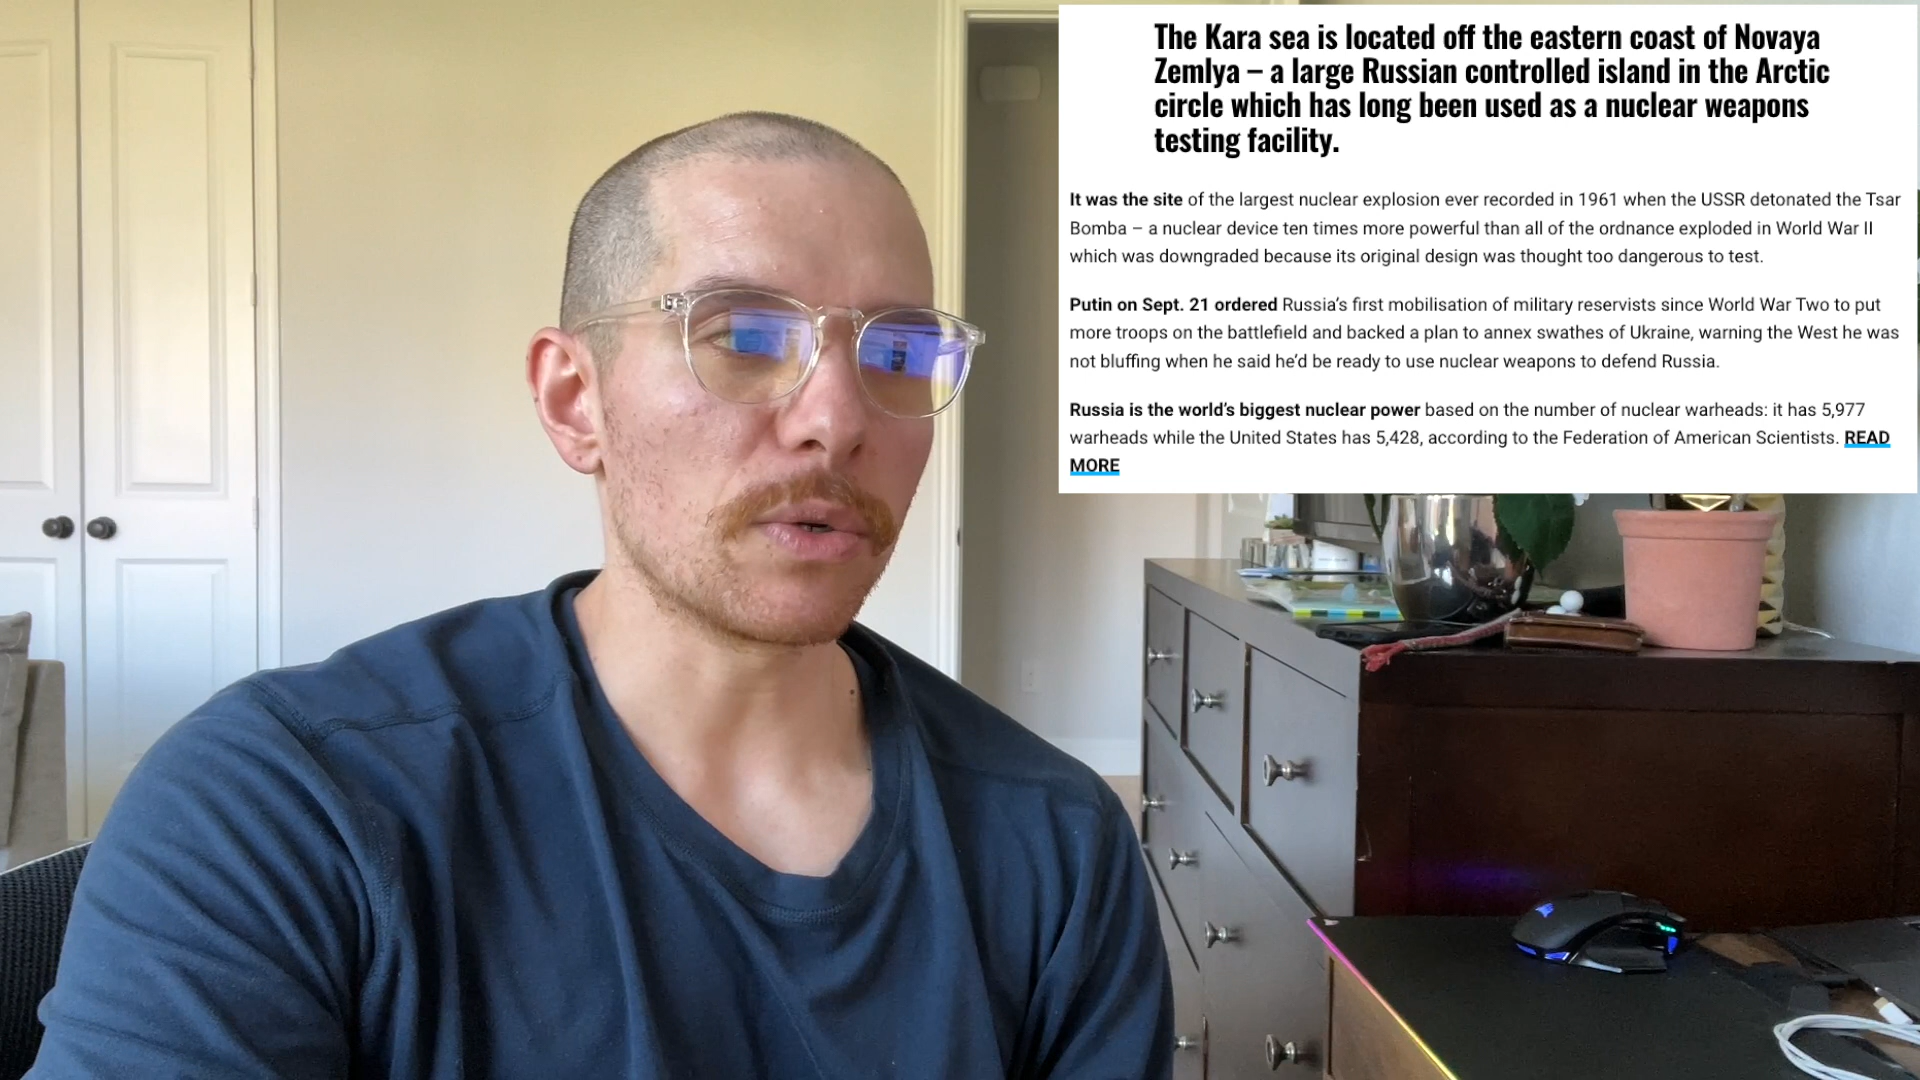 The Kara sea is located off the eastern coast of Novaya
Zemlya – a large Russian controlled island in the Arctic
circle which has long been used as a nuclear weapons
testing facility.
It was the site of the largest nuclear explosion ever recorded in 1961 when the USSR detonated the Tsar
Bomba – a nuclear device ten times more powerful than all of the ordnance exploded in World War II
which was downgraded because its original design was thought too dangerous to test.
Putin on Sept. 21 ordered Russia’s first mobilisation of military reservists since World War Two to put
more troops on the battlefield and backed a plan to annex swathes of Ukraine, warning the West he was
not bluffing when he said he’d be ready to use nuclear weapons to defend Russia.
Russia is the world’s biggest nuclear power based on the number of nuclear warheads: it has 5,977
warheads while the United States has 5,428, according to the Federation of American Scientists. READ
MORE